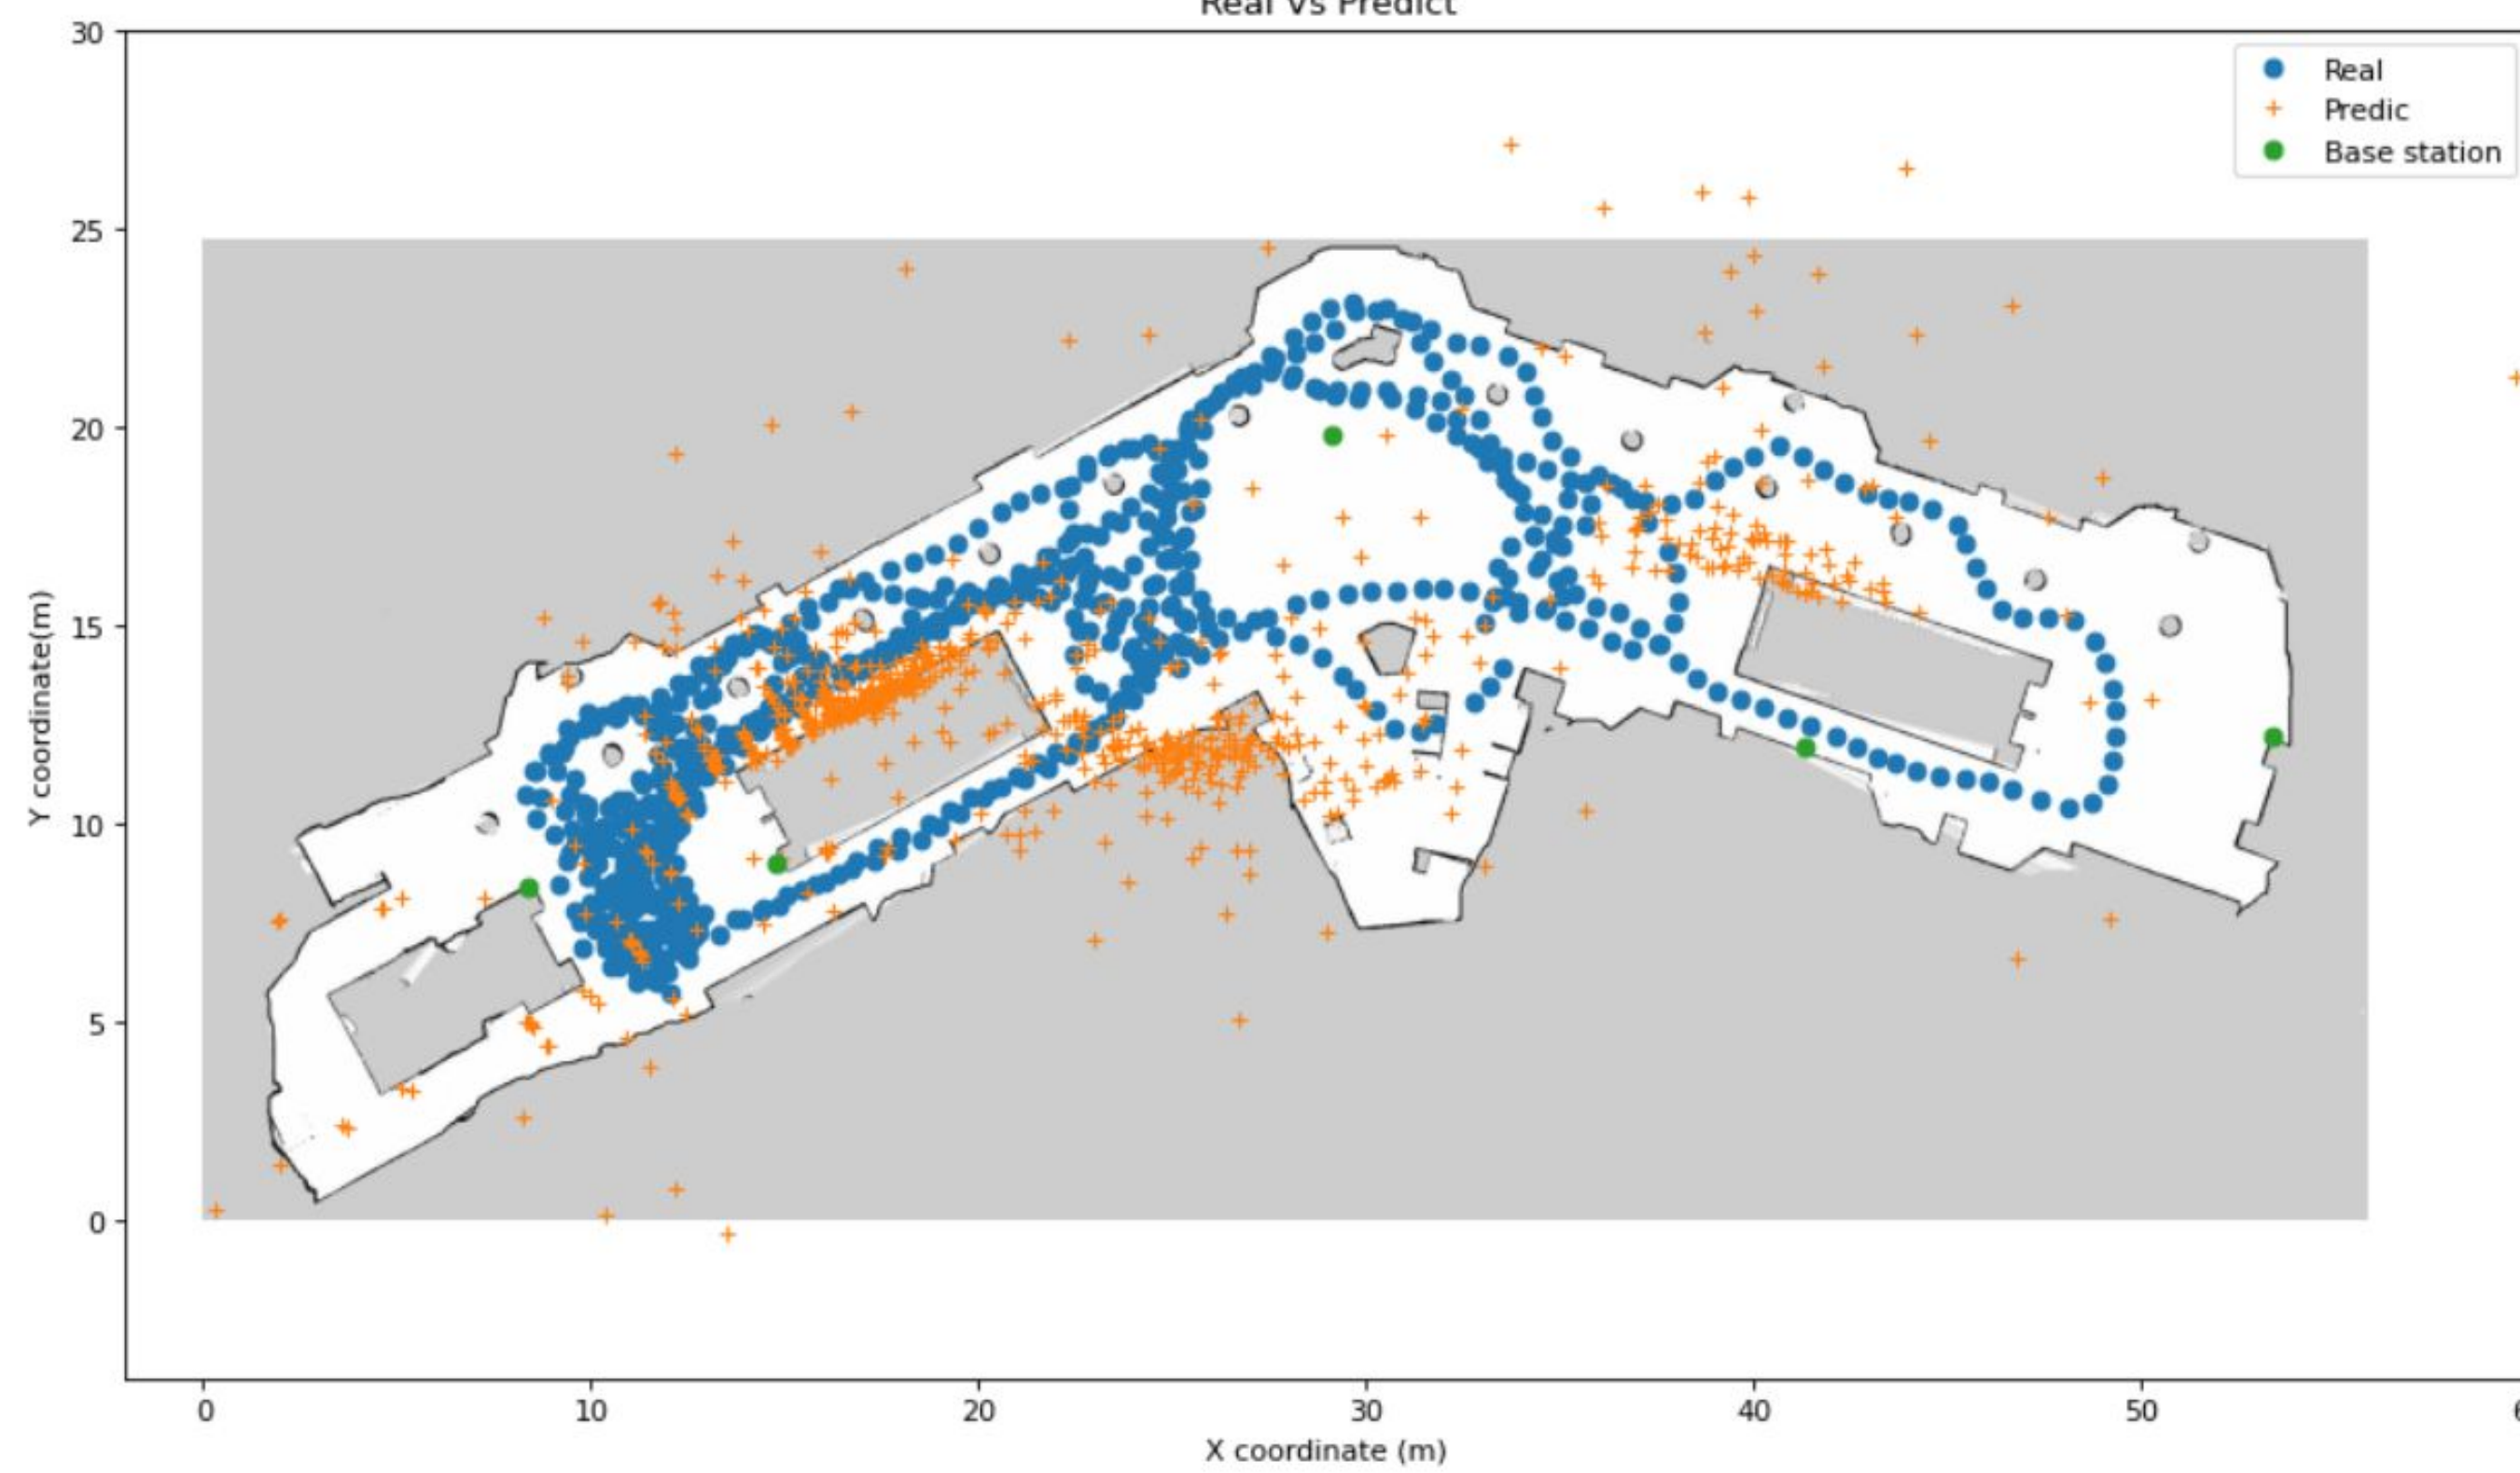 Real Vs Predict
30
25
20
15
10
5
0
Y coordinate(m)
Real
Predic
Base station
0 10 20 30 40 50
X coordinate (m)